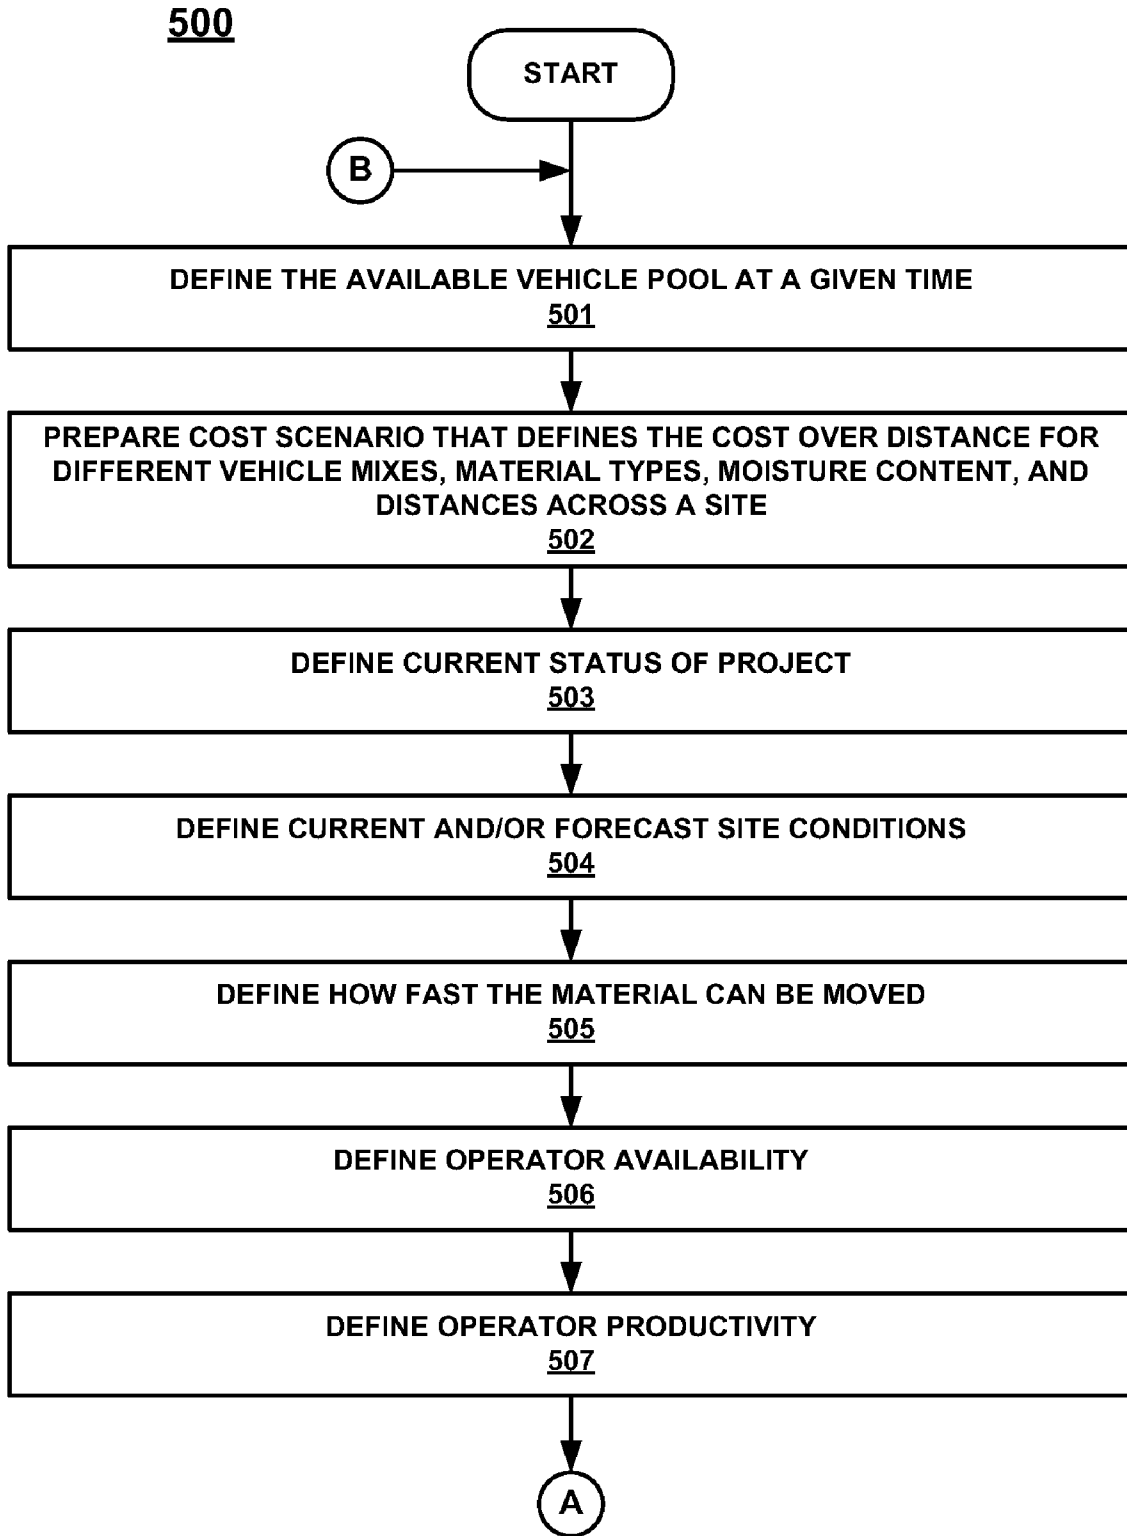 500
START
B
DEFINE THE AVAILABLE VEHICLE POOL AT A GIVEN TIME
501
PREPARE COST SCENARIO THAT DEFINES THE COST OVER DISTANCE FOR
DIFFERENT VEHICLE MIXES, MATERIAL TYPES, MOISTURE CONTENT, AND
DISTANCES ACROSS A SITE
502
DEFINE CURRENT STATUS OF PROJECT
503
DEFINE CURRENT AND/OR FORECAST SITE CONDITIONS
504
DEFINE HOW FAST THE MATERIAL CAN BE MOVED
505
DEFINE OPERATOR AVAILABILITY
506
DEFINE OPERATOR PRODUCTIVITY
507
A